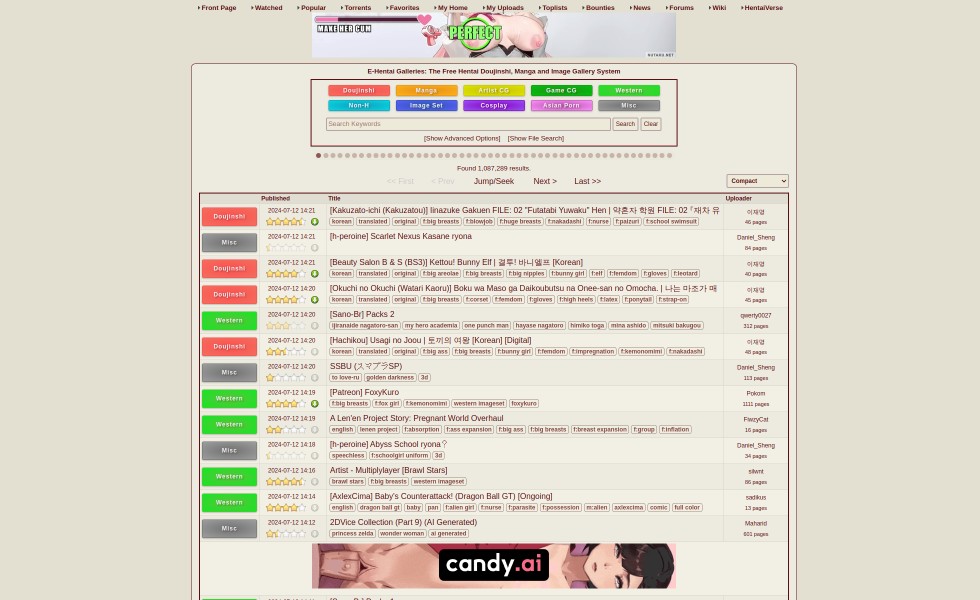 Front Page Watched Popular Torrents Favorites My Home My Uploads Toplists Bounties News Forums Wiki HentaiVerse
MAKE HER CUM
PERFECT
NUTAKU.NET
E-Hentai Galleries: The Free Hentai Doujinshi, Manga and Image Gallery System
Doujinshi Manga Artist CG Game CG Western
Non-H Image Set Cosplay Asian Porn Misc
Search Keywords Search Clear
[Show Advanced Options] [Show File Search]
Found 1,087,289 results.
<< First < Prev Jump/Seek Next > Last >> Compact
Published Title Uploader
Doujinshi 2024-07-12 14:21 [Kakuzato-ichi (Kakuzatou)] Iinazuke Gakuen FILE: 02 "Futatabi Yuwaku" Hen | 약혼자 학원 FILE: 02 『재차 유 이재영
korean translated original f:big breasts f:blowjob f:huge breasts f:nakadashi f:nurse f:paizuri f:school swimsuit 46 pages
Misc 2024-07-12 14:21 [h-peroine] Scarlet Nexus Kasane ryona Daniel_Sheng
84 pages
Doujinshi 2024-07-12 14:21 [Beauty Salon B & S (BS3)] Kettou! Bunny Elf | 결투! 바니엘프 [Korean] 이재영
korean translated original f:big areolae f:big breasts f:big nipples f:bunny girl f:elf f:femdom f:gloves f:leotard 40 pages
Doujinshi 2024-07-12 14:20 [Okuchi no Okuchi (Watari Kaoru)] Boku wa Maso ga Daikoubutsu na Onee-san no Omocha. | 나는 마조가 매 이재영
korean translated original f:big breasts f:corset f:femdom f:gloves f:high heels f:latex f:ponytail f:strap-on 45 pages
Western 2024-07-12 14:20 [Sano-Br] Packs 2 qwerty0027
ijiranaide nagatoro-san my hero academia one punch man hayase nagatoro himiko toga mina ashido mitsuki bakugou 312 pages
Doujinshi 2024-07-12 14:20 [Hachikou] Usagi no Joou | 토끼의 여왕 [Korean] [Digital] 이재영
korean translated original f:big ass f:big breasts f:bunny girl f:femdom f:impregnation f:kemonomimi f:nakadashi 48 pages
Misc 2024-07-12 14:20 SSBU (スマブラSP) Daniel_Sheng
to love-ru golden darkness 3d 113 pages
Western 2024-07-12 14:19 [Patreon] FoxyKuro Pokom
f:big breasts f:fox girl f:kemonomimi western imageset foxykuro 1111 pages
Western 2024-07-12 14:19 A Len'en Project Story: Pregnant World Overhaul FiwzyCat
english lenen project f:absorption f:ass expansion f:big ass f:big breasts f:breast expansion f:group f:inflation 16 pages
Misc 2024-07-12 14:18 [h-peroine] Abyss School ryona？ Daniel_Sheng
speechless f:schoolgirl uniform 3d 34 pages
Western 2024-07-12 14:16 Artist - Multiplylayer [Brawl Stars] silwnt
brawl stars f:big breasts western imageset 86 pages
Western 2024-07-12 14:14 [AxlexCima] Baby's Counterattack! (Dragon Ball GT) [Ongoing] sadikus
english dragon ball gt baby pan f:alien girl f:nurse f:parasite f:possession m:alien axlexcima comic full color 13 pages
Misc 2024-07-12 14:12 2DVice Collection (Part 9) (AI Generated) Maharid
princess zelda wonder woman ai generated 601 pages
candy.ai